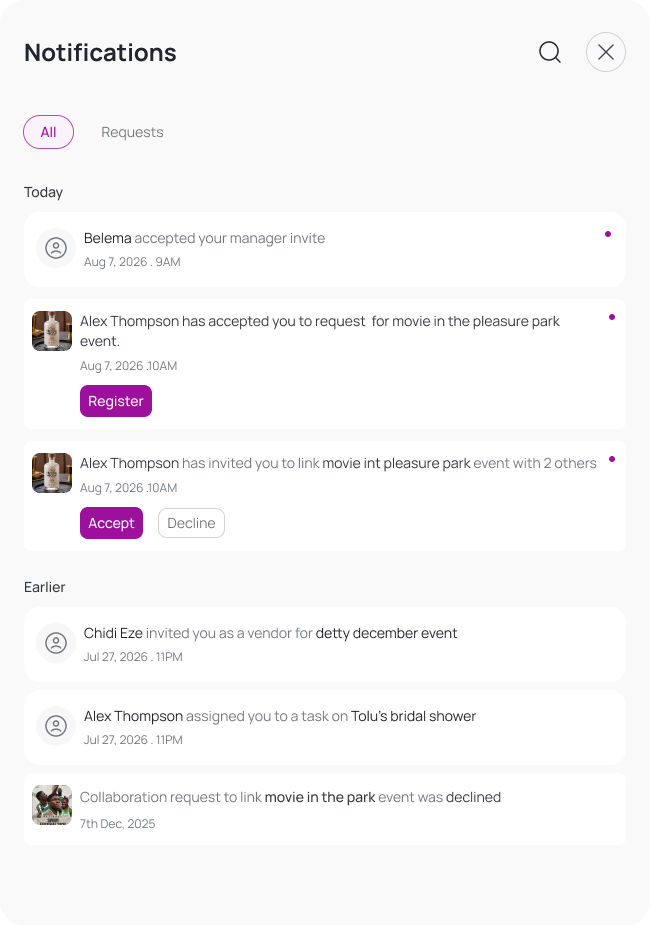 Notifications
All
Requests
Today
Belema accepted your manager invite
Aug 7, 2026 . 9AM
Alex Thompson has accepted you to request  for movie in the pleasure park
event.
Aug 7, 2026 .10AM
Register
Alex Thompson has invited you to link movie int pleasure park event with 2 others
Aug 7, 2026 .10AM
Accept
Decline
Earlier
Chidi Eze invited you as a vendor for detty december event
Jul 27, 2026 . 11PM
Alex Thompson assigned you to a task on Tolu's bridal shower
Jul 27, 2026 . 11PM
Collaboration request to link movie in the park event was declined
7th Dec, 2025